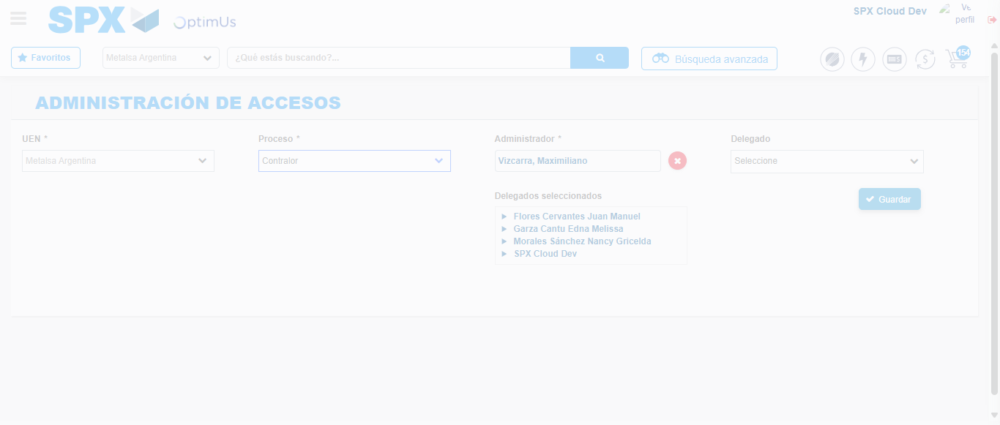 SPX Cloud Dev
Ve
perfil
SPX
OptimUs
Favoritos
Metalsa Argentina
¿Qué estás buscando?...
Búsqueda avanzada
$
154
ADMINISTRACIÓN DE ACCESOS
UEN *
Proceso *
Administrador *
Delegado
Metalsa Argentina
Contralor
Vizcarra, Maximiliano
Seleccione
Delegados seleccionados
Guardar
Flores Cervantes Juan Manuel
Garza Cantu Edna Melissa
Morales Sánchez Nancy Gricelda
SPX Cloud Dev